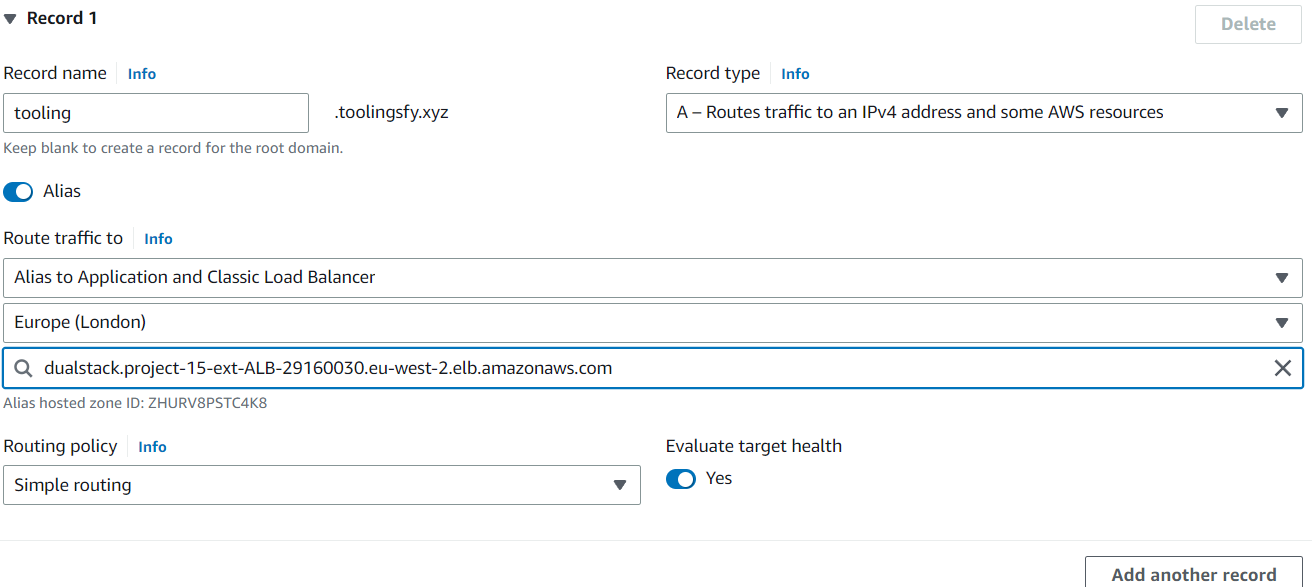 Record 1
Delete
Record name Info
Record type Info
tooling .toolingsfy.xyz
A – Routes traffic to an IPv4 address and some AWS resources
Keep blank to create a record for the root domain.
Alias
Route traffic to Info
Alias to Application and Classic Load Balancer
Europe (London)
dualstack.project-15-ext-ALB-29160030.eu-west-2.elb.amazonaws.com
Alias hosted zone ID: ZHURV8PSTC4K8
Routing policy Info
Evaluate target health
Simple routing
Yes
Add another record